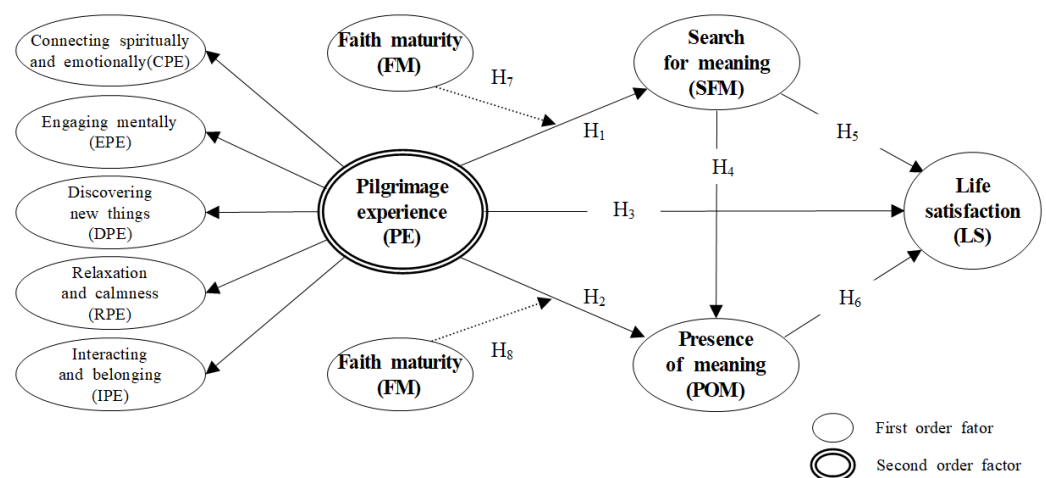 Connecting spiritually
and emotionally(CPE)
Engaging mentally
(EPE)
Discovering
new things
(DPE)
Relaxation
and calmness
(RPE)
Interacting
and belonging
(IPE)
Pilgrimage
experience
(PE)
Faith maturity
(FM)
H7
H1
Search
for meaning
(SFM)
H5
H4
H3
Life
satisfaction
(LS)
H2
H6
H8
Faith maturity
(FM)
Presence
of meaning
(POM)
First order fator
Second order factor